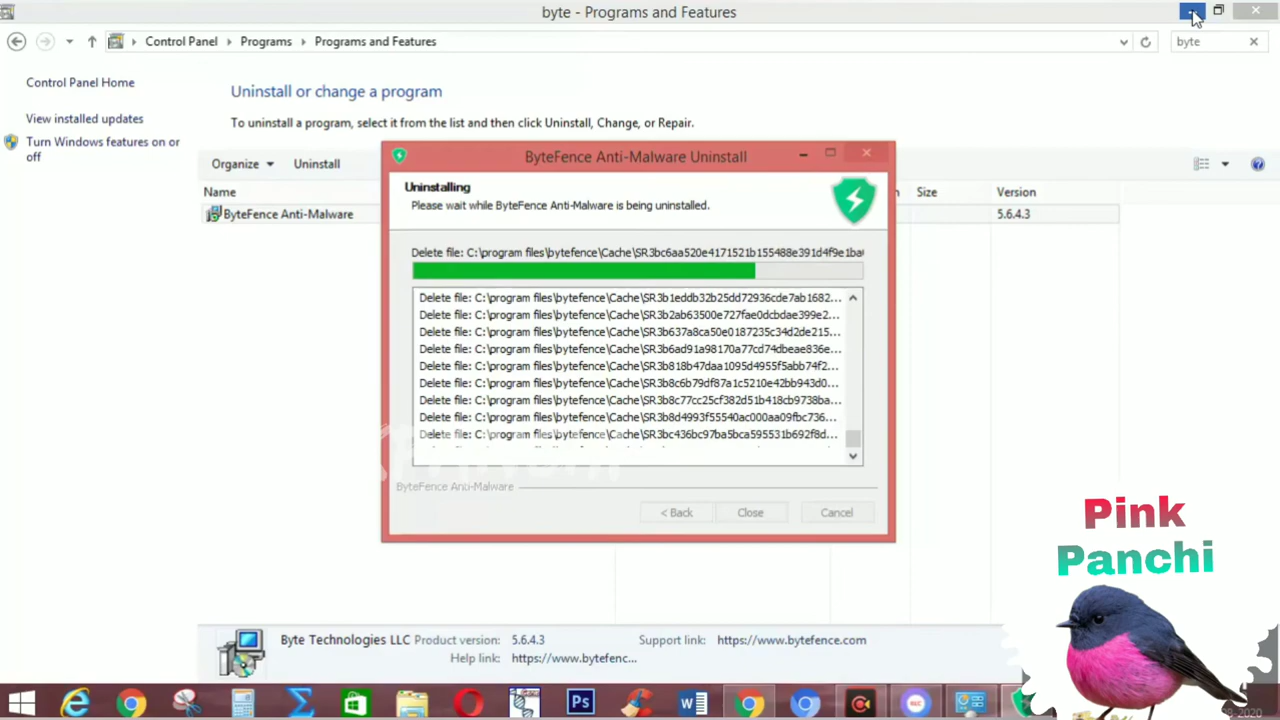 byte - Programs and Features
Control Panel
Programs
Programs and Features
byte
Control Panel Home
View installed updates
Turn Windows features on or
off
Uninstall or change a program
To uninstall a program, select it from the list and then click Uninstall, Change, or Repair.
Organize
Uninstall
Name
Size
Version
ByteFence Anti-Malware
5.6.4.3
ByteFence Anti-Malware Uninstall
Uninstalling
Please wait while ByteFence Anti-Malware is being uninstalled.
Delete file: C:\program files\bytefence\Cache\SR3bc6aa520e4171521b155488e391d4f9e1ba
Delete file: C:\program files\bytefence\Cache\SR3b1eddb32b25dd72936cde7ab1682...
Delete file: C:\program files\bytefence\Cache\SR3b2ab63500e727fae0dcbdae399e2...
Delete file: C:\program files\bytefence\Cache\SR3b637a8ca50e0187235c34d2de215...
Delete file: C:\program files\bytefence\Cache\SR3b6ad91a98170a77cd74dbeae836e...
Delete file: C:\program files\bytefence\Cache\SR3b818b47daa1095d4955f5abb74f2...
Delete file: C:\program files\bytefence\Cache\SR3b8c6b79df87a1c5210e42bb943d0...
Delete file: C:\program files\bytefence\Cache\SR3b8c77cc25cf382d51b418cb9738ba...
Delete file: C:\program files\bytefence\Cache\SR3b8d4993f55540ac000aa09fbc736...
Delete file: C:\program files\bytefence\Cache\SR3bc436bc97ba5bca595531b692f8d...
ByteFence Anti-Malware
< Back
Close
Cancel
Pink
Panchi
Byte Technologies LLC
Product version:
5.6.4.3
Support link:
https://www.bytefence.com
Help link:
https://www.bytefenc...